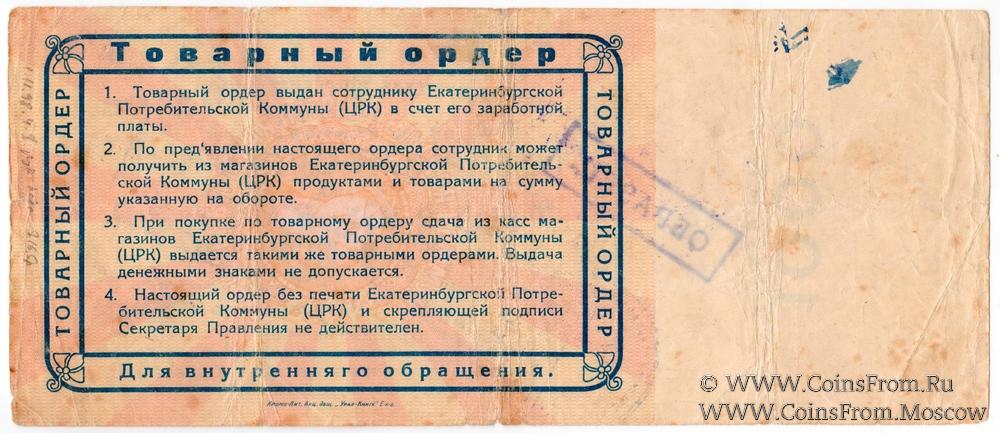 Товарный ордер
ТОВАРНЫЙ ОРДЕР
1. Товарный ордер выдан сотруднику Екатеринбургской
Потребительской Коммуны (ЦРК) в счет его заработной
платы.
2. По пред'явлении настоящего ордера сотрудник может
получить из магазинов Екатеринбургской Потребитель-
ской Коммуны (ЦРК) продуктами и товарами на сумму
указанную на обороте.
3. При покупке по товарному ордеру сдача из касс ма-
газинов Екатеринбургской Потребительской Коммуны
(ЦРК) выдается такими же товарными ордерами. Выдача
денежными знаками не допускается.
4. Настоящий ордер без печати Екатеринбургской Потре-
бительской Коммуны (ЦРК) и скрепляющей подписи
Секретаря Правления не действителен.
ТОВАРНЫЙ ОРДЕР
Для внутренняго обращения.
ОБРАЗЕЦ
© WWW.CoinsFrom.Ru
WWW.CoinsFrom.Moscow